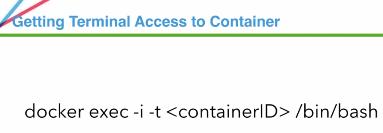 Getting Terminal Access to Container
docker exec -i -t <containerID> /bin/bash